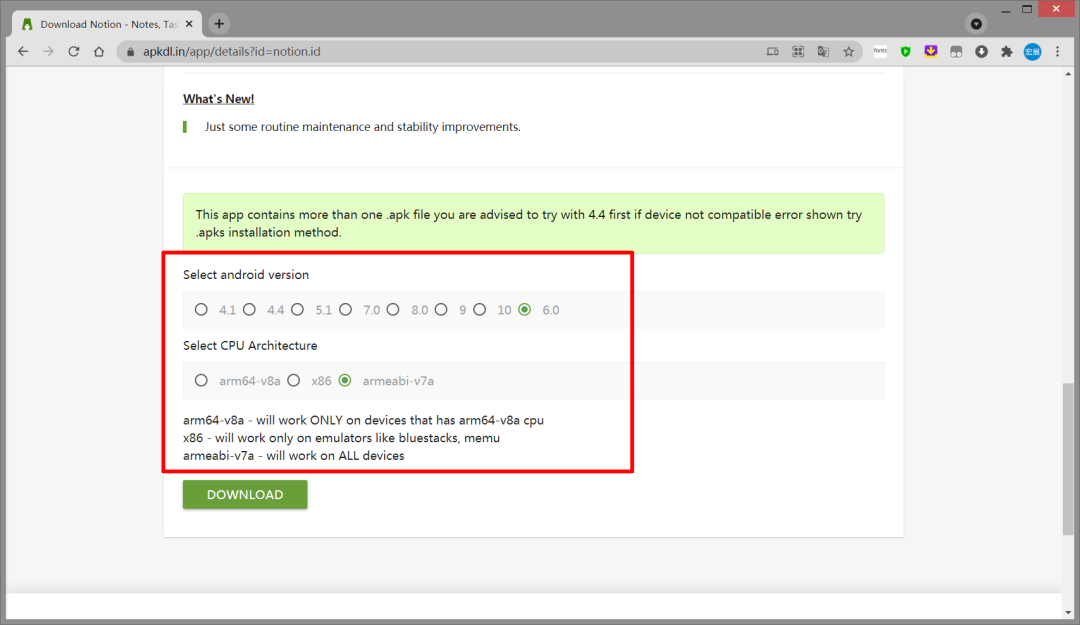 Download Notion - Notes, Tas
apkdl.in/app/details?id=notion.id
fonts
宏展
What's New!
Just some routine maintenance and stability improvements.
This app contains more than one .apk file you are advised to try with 4.4 first if device not compatible error shown try
.apks installation method.
Select android version
4.1 4.4 5.1 7.0 8.0 9 10 6.0
Select CPU Architecture
arm64-v8a x86 armeabi-v7a
arm64-v8a - will work ONLY on devices that has arm64-v8a cpu
x86 - will work only on emulators like bluestacks, memu
armeabi-v7a - will work on ALL devices
DOWNLOAD